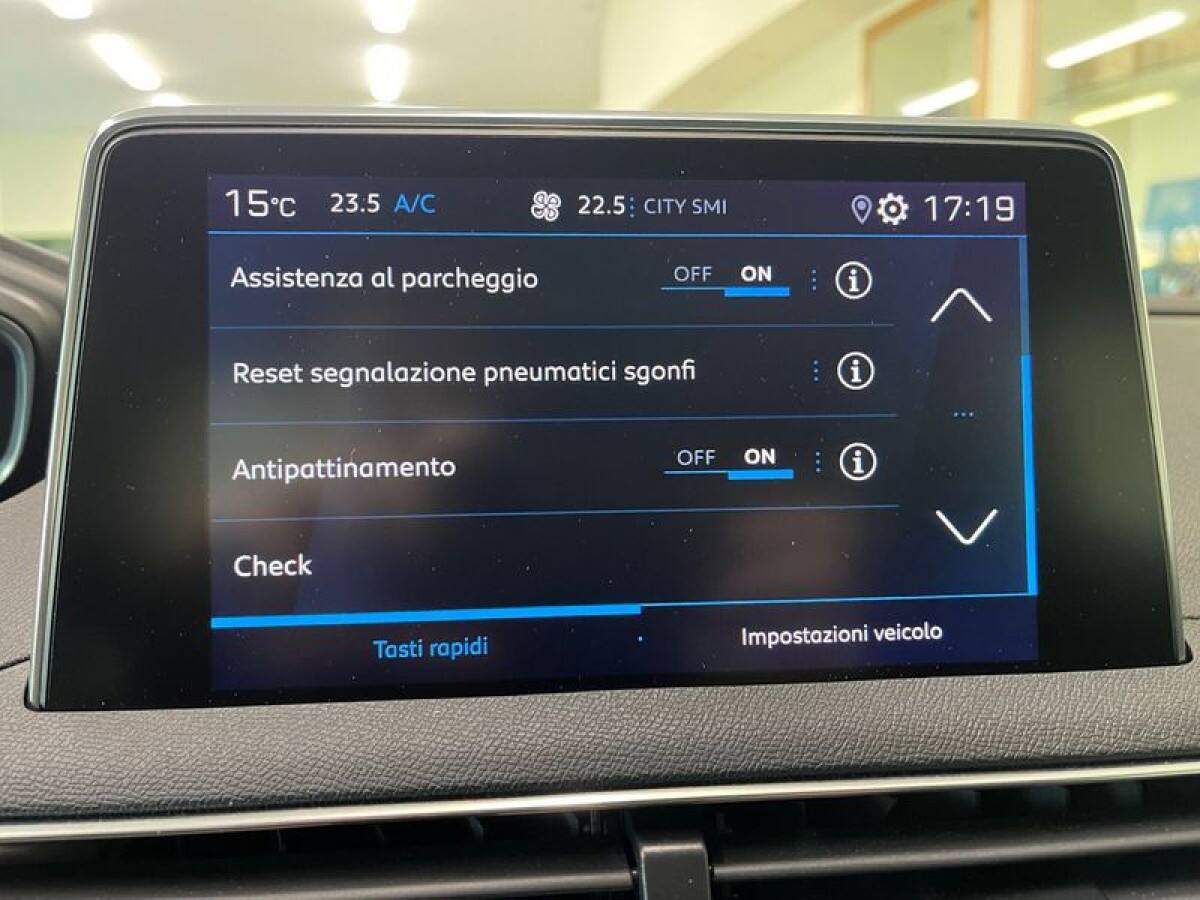 15°C 23.5 A/C 22.5 CITY SMI 17:19
Assistenza al parcheggio OFF ON i
Reset segnalazione pneumatici sgonfi i
Antipattinamento OFF ON i
Check
Tasti rapidi Impostazioni veicolo